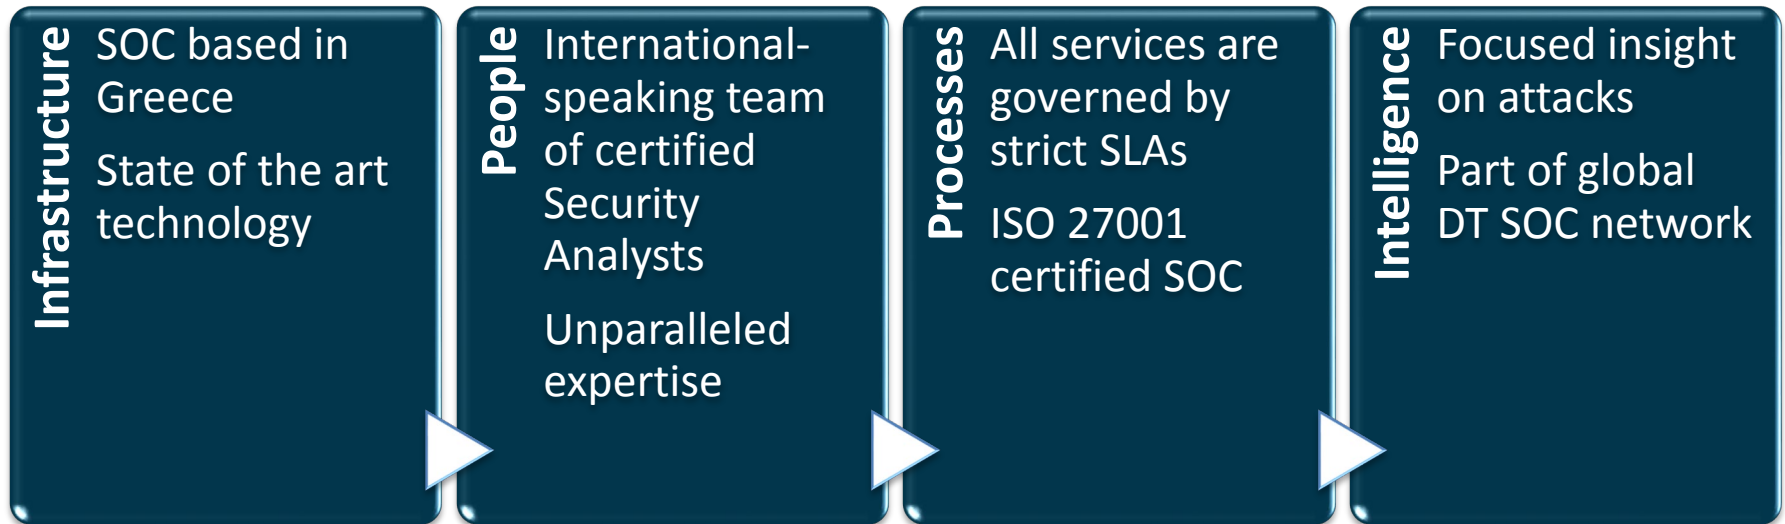 Infrastructure
SOC based in
Greece
State of the art
technology
People
International-
speaking team
of certified
Security
Analysts
Unparalleled
expertise
Processes
All services are
governed by
strict SLAs
ISO 27001
certified SOC
Intelligence
Focused insight
on attacks
Part of global
DT SOC network